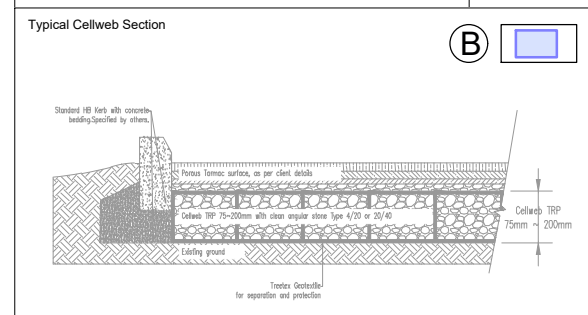 Typical Cellweb Section
B
Standard HB Kerb with concrete
bedding.Specified by others.
Porous Tarmac surface, as per client details
Cellweb TRP 75-200mm with clean angular stone Type 4/20 or 20/40
Cellweb TRP
75mm ~ 200mm
Existing ground
Treetex Geotextile
for separation and protection